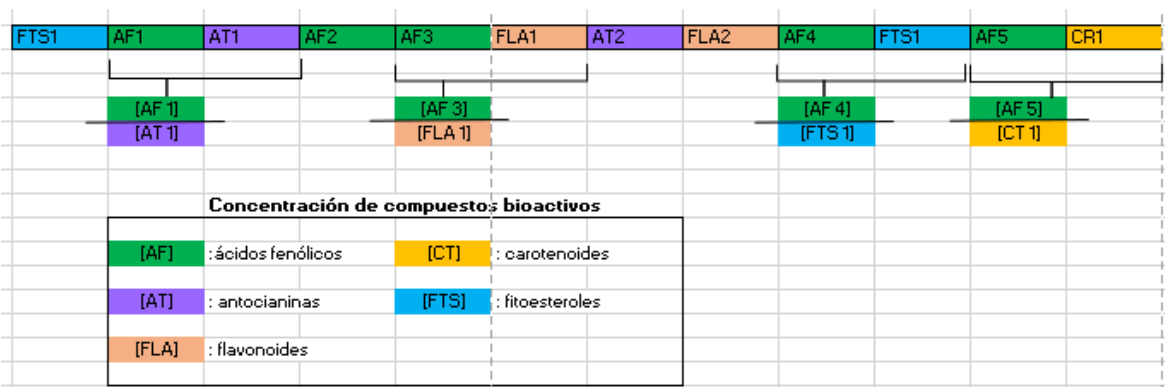 FTS1 AF1 AT1 AF2 AF3 FLA1 AT2 FLA2 AF4 FTS1 AF5 CR1
[AF 1] [AF 3] [AF 4] [AF 5]
[AT 1] [FLA 1] [FTS 1] [CT 1]
Concentración de compuestos bioactivos
[AF] : ácidos fenólicos [CT] : carotenoides
[AT] : antocianinas [FTS] : fitoesteroles
[FLA] : flavonoides